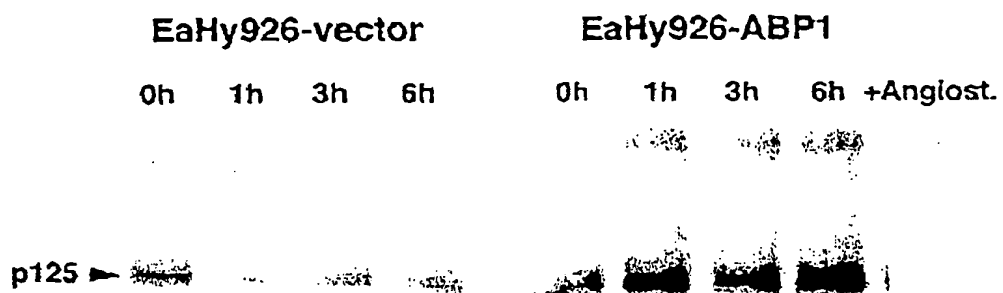 EaHy926-vector EaHy926-ABP1
0h 1h 3h 6h 0h 1h 3h 6h +Angiost.
p125